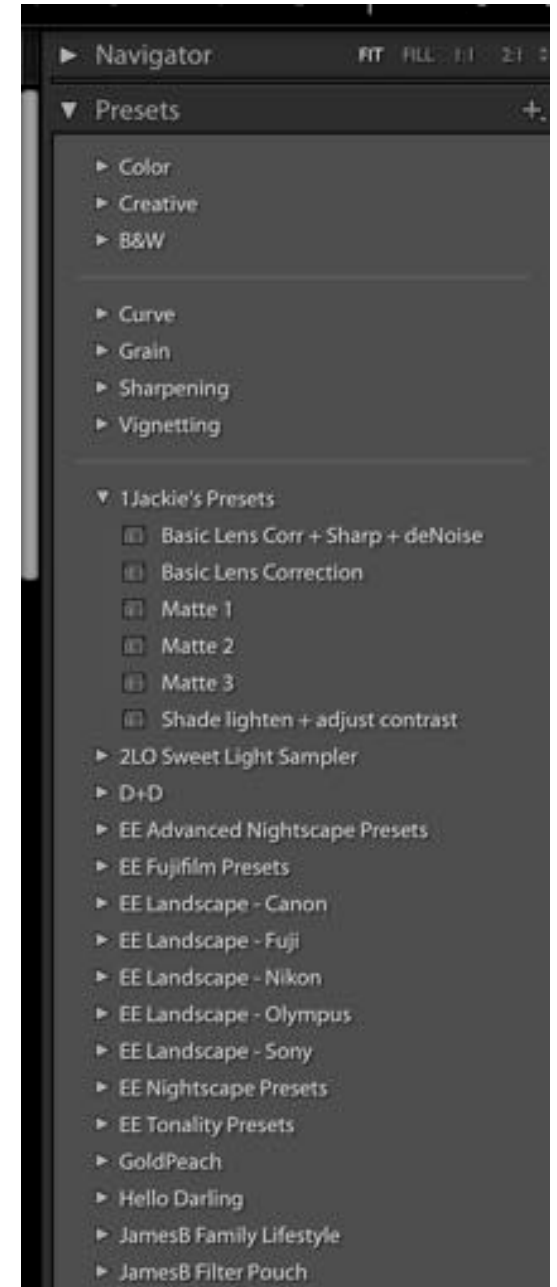 Navigator FIT FILL 1:1 2:1
Presets
Color
Creative
B&W
Curve
Grain
Sharpening
Vignetting
1Jackie's Presets
Basic Lens Corr + Sharp + deNoise
Basic Lens Correction
Matte 1
Matte 2
Matte 3
Shade lighten + adjust contrast
2LO Sweet Light Sampler
D+D
EE Advanced Nightscape Presets
EE Fujifilm Presets
EE Landscape - Canon
EE Landscape - Fuji
EE Landscape - Nikon
EE Landscape - Olympus
EE Landscape - Sony
EE Nightscape Presets
EE Tonality Presets
GoldPeach
Hello Darling
JamesB Family Lifestyle
JamesB Filter Pouch